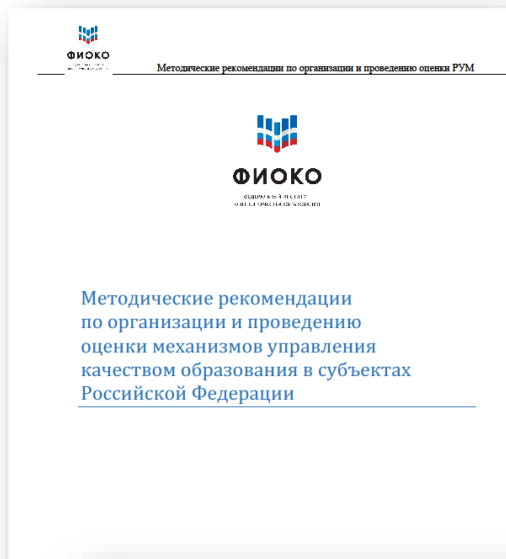 ФИОКО
Методические рекомендации по организации и проведению оценки РУМ
ФИОКО
Методические рекомендации
по организации и проведению
оценки механизмов управления
качеством образования в субъектах
Российской Федерации